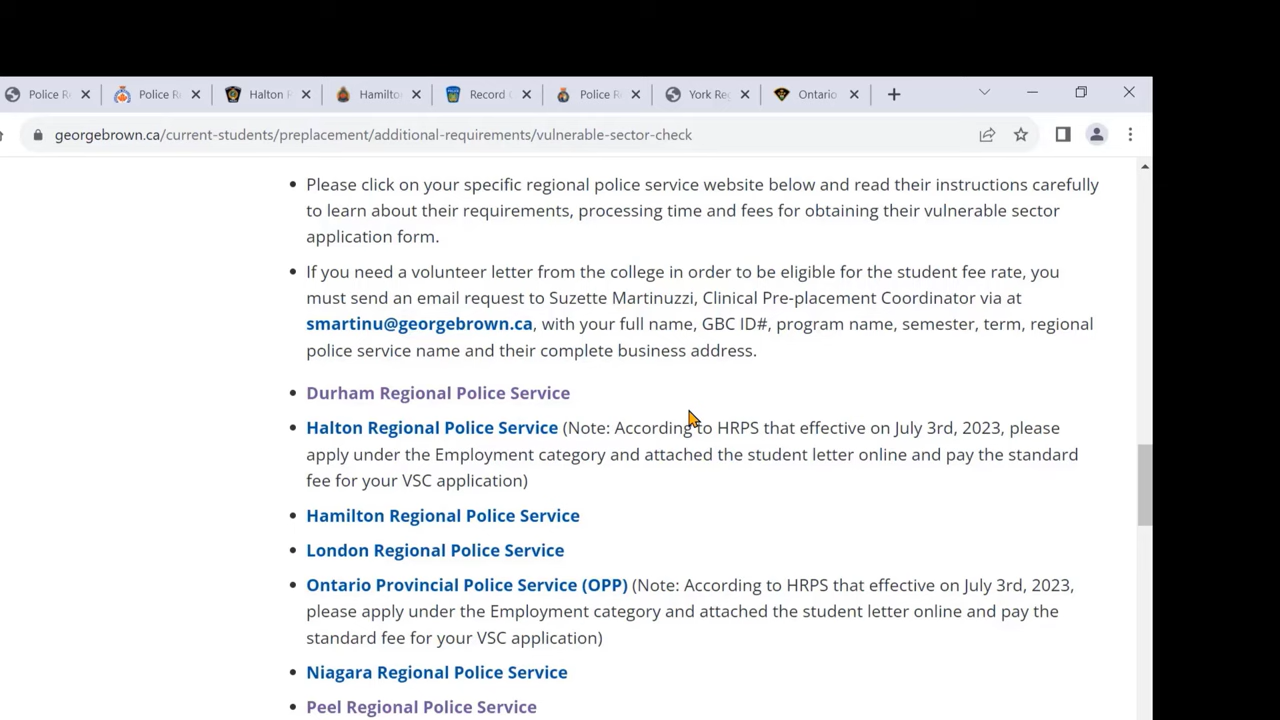 Police Re
Police Re
Halton P
Hamilto
Record C
Police Re
York Reg
Ontario
georgebrown.ca/current-students/preplacement/additional-requirements/vulnerable-sector-check
• Please click on your specific regional police service website below and read their instructions carefully
to learn about their requirements, processing time and fees for obtaining their vulnerable sector
application form.
• If you need a volunteer letter from the college in order to be eligible for the student fee rate, you
must send an email request to Suzette Martinuzzi, Clinical Pre-placement Coordinator via at
smartinu@georgebrown.ca, with your full name, GBC ID#, program name, semester, term, regional
police service name and their complete business address.
• Durham Regional Police Service
• Halton Regional Police Service (Note: According to HRPS that effective on July 3rd, 2023, please
apply under the Employment category and attached the student letter online and pay the standard
fee for your VSC application)
• Hamilton Regional Police Service
• London Regional Police Service
• Ontario Provincial Police Service (OPP) (Note: According to HRPS that effective on July 3rd, 2023,
please apply under the Employment category and attached the student letter online and pay the
standard fee for your VSC application)
• Niagara Regional Police Service
• Peel Regional Police Service